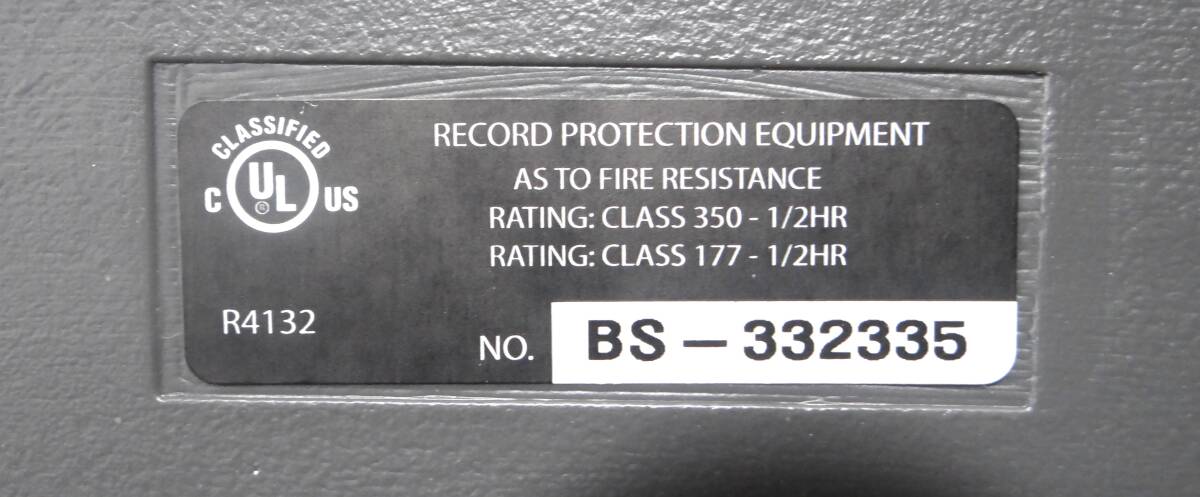 CLASSIFIED
C UL US
®
RECORD PROTECTION EQUIPMENT
AS TO FIRE RESISTANCE
RATING: CLASS 350 - 1/2HR
RATING: CLASS 177 - 1/2HR
R4132
NO. BS – 332335